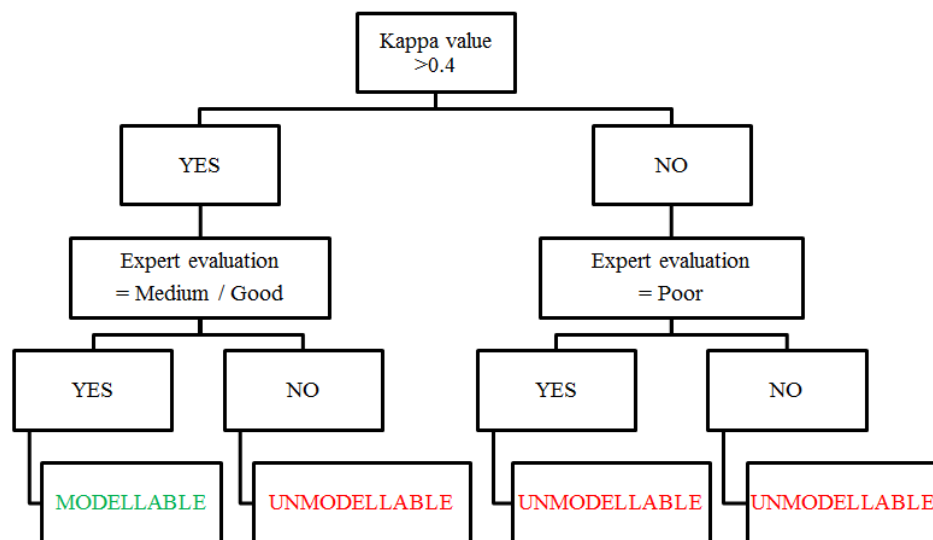 Kappa value
>0.4
YES
NO
Expert evaluation
= Medium / Good
Expert evaluation
= Poor
YES
NO
YES
NO
MODELLABLE
UNMODELLABLE
UNMODELLABLE
UNMODELLABLE